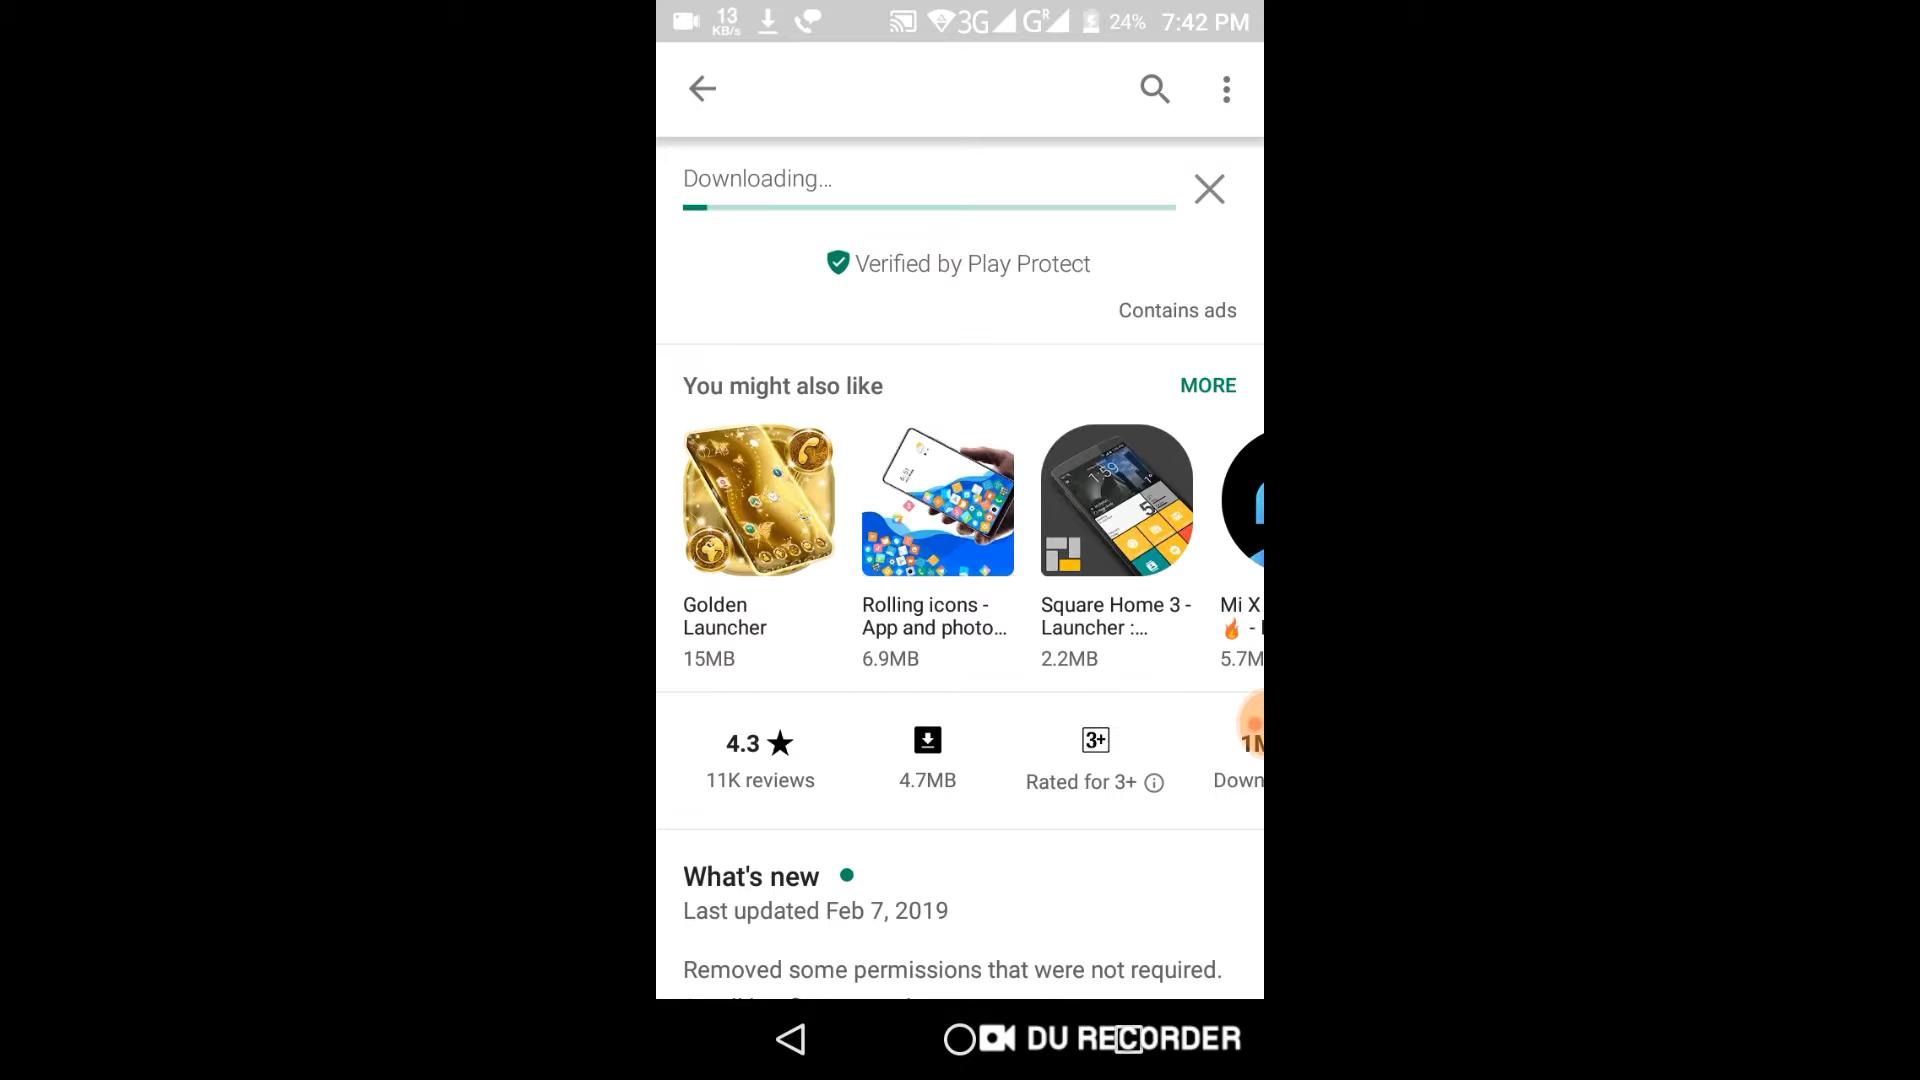 13 KB/s 3G G R 24% 7:42 PM
Downloading...
Verified by Play Protect
Contains ads
You might also like MORE
Golden Launcher
15MB
Rolling icons - App and photo...
6.9MB
Square Home 3 - Launcher :...
2.2MB
Mi X
🔥 -
5.7M
4.3 ★
11K reviews
4.7MB
3+
Rated for 3+
1M
Down
What's new
Last updated Feb 7, 2019
Removed some permissions that were not required.
DU RECORDER